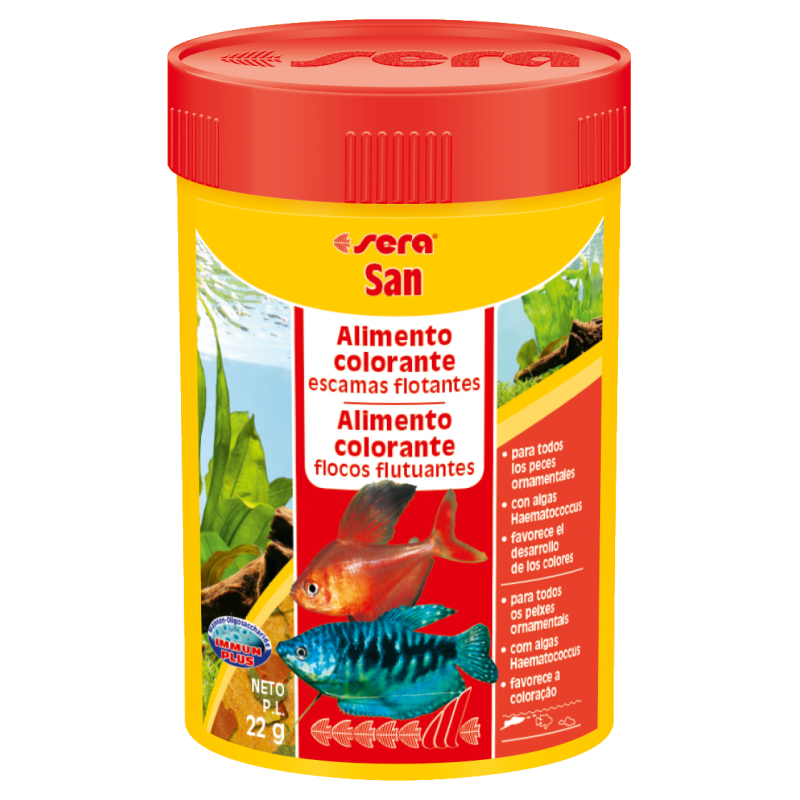 sera
sera®
San
Alimento
colorante
escamas flotantes
Alimento
colorante
flocos flutuantes
• para todos
los peces
ornamentales
• con algas
Haematococcus
• favorece el
desarrollo
de los colores
• para todos
os peixes
ornamentais
• com algas
Haematococcus
• favorece a
coloração
Mannan-Oligosaccharide
IMMUN
PLUS
NETO
P.L.
22 g